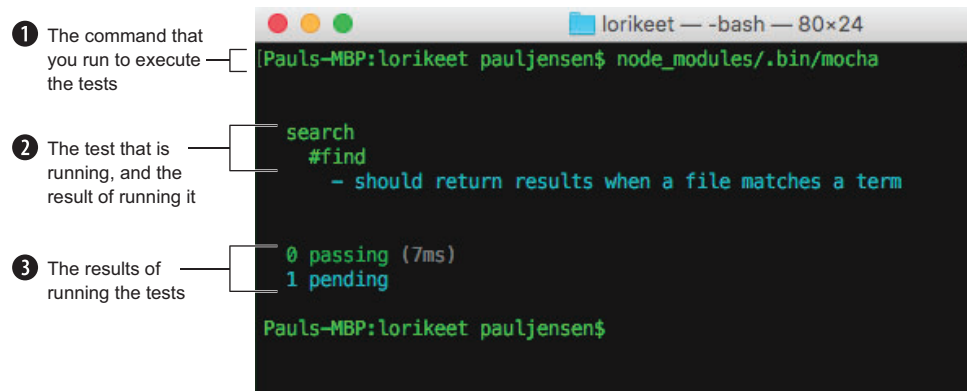 lorikeet — -bash — 80×24
1 The command that
you run to execute
the tests
[Pauls-MBP:lorikeet pauljensen$ node_modules/.bin/mocha
2 The test that is
running, and the
result of running it
search
#find
- should return results when a file matches a term
3 The results of
running the tests
0 passing (7ms)
1 pending
Pauls-MBP:lorikeet pauljensen$